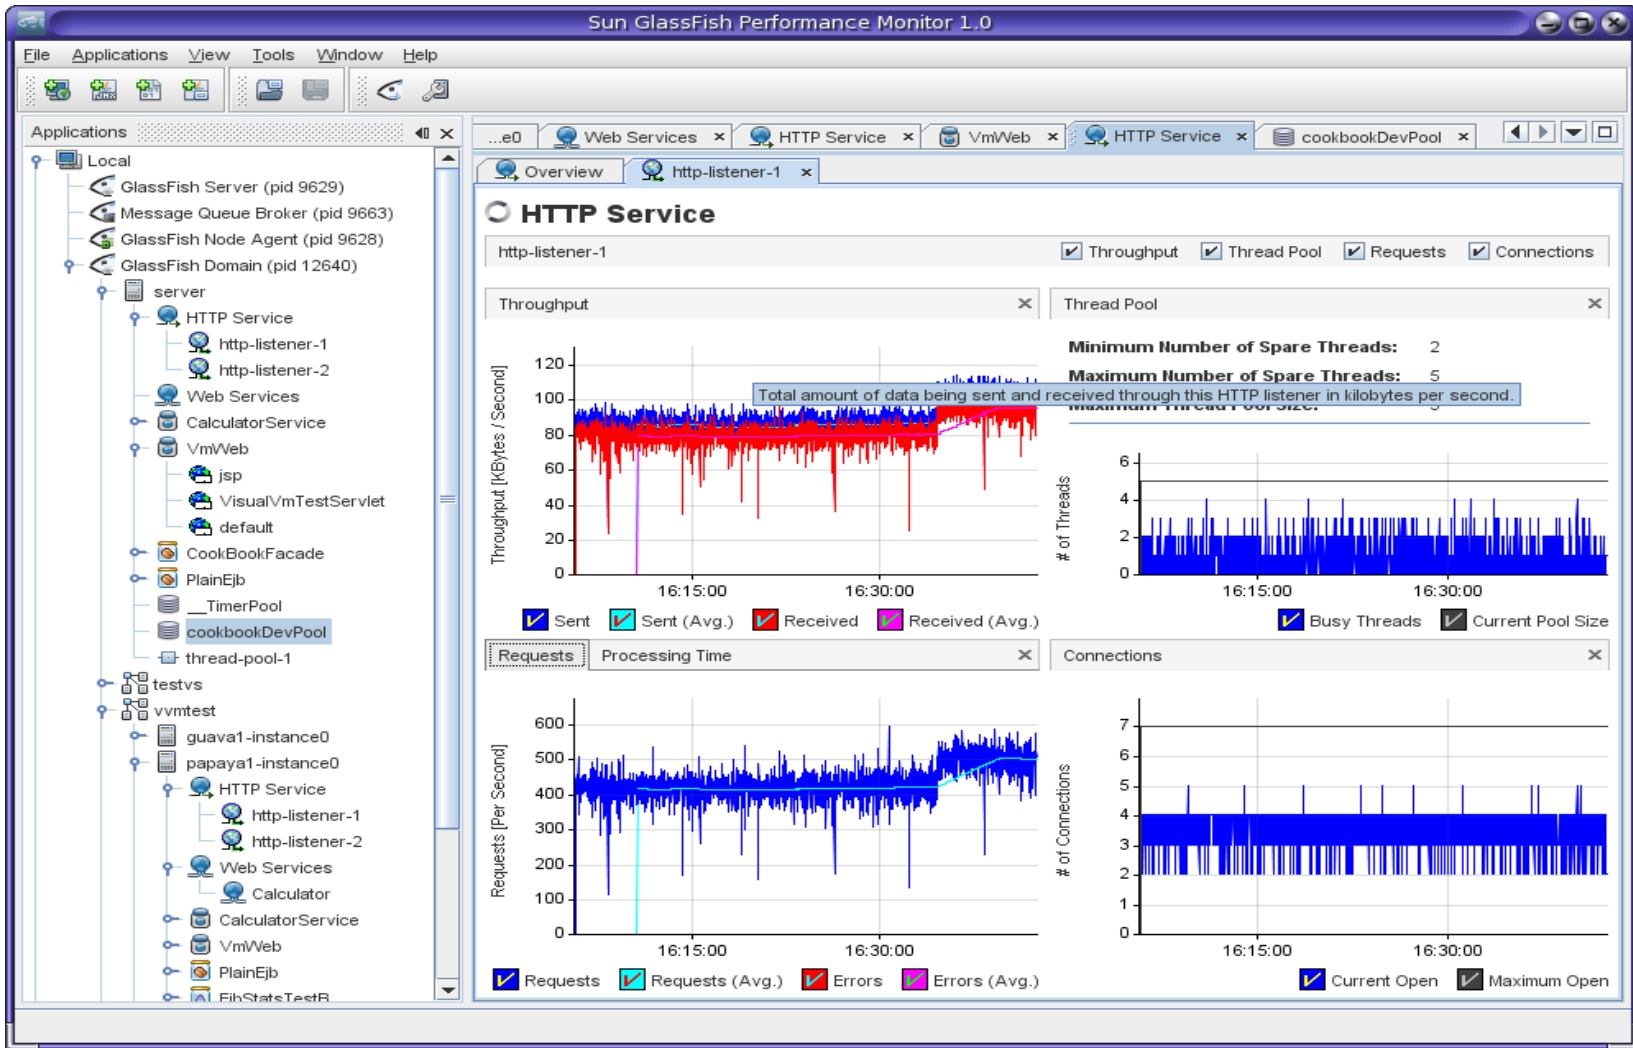 Sun GlassFish Performance Monitor 1.0
File Applications View Tools Window Help
Applications
Local
GlassFish Server (pid 9629)
Message Queue Broker (pid 9663)
GlassFish Node Agent (pid 9628)
GlassFish Domain (pid 12640)
server
HTTP Service
http-listener-1
http-listener-2
Web Services
CalculatorService
VmWeb
jsp
VisualVmTestServlet
default
CookBookFacade
PlainEjb
__TimerPool
cookbookDevPool
thread-pool-1
testvs
vvmtest
guava1-instance0
papaya1-instance0
HTTP Service
http-listener-1
http-listener-2
Web Services
Calculator
CalculatorService
VmWeb
PlainEjb
FibStatsTestB
...e0 Web Services HTTP Service VmWeb HTTP Service cookbookDevPool
Overview http-listener-1
HTTP Service
http-listener-1 Throughput Thread Pool Requests Connections
Throughput
Throughput [KBytes / Second]
120
100
80
60
40
20
0
16:15:00 16:30:00
Sent Sent (Avg.) Received Received (Avg.)
Total amount of data being sent and received through this HTTP listener in kilobytes per second.
Thread Pool
Minimum Number of Spare Threads: 2
Maximum Number of Spare Threads: 5
# of Threads
6
4
2
0
16:15:00 16:30:00
Busy Threads Current Pool Size
Requests Processing Time
Requests [Per Second]
600
500
400
300
200
100
0
16:15:00 16:30:00
Requests Requests (Avg.) Errors Errors (Avg.)
Connections
# of Connections
7
6
5
4
3
2
1
0
16:15:00 16:30:00
Current Open Maximum Open